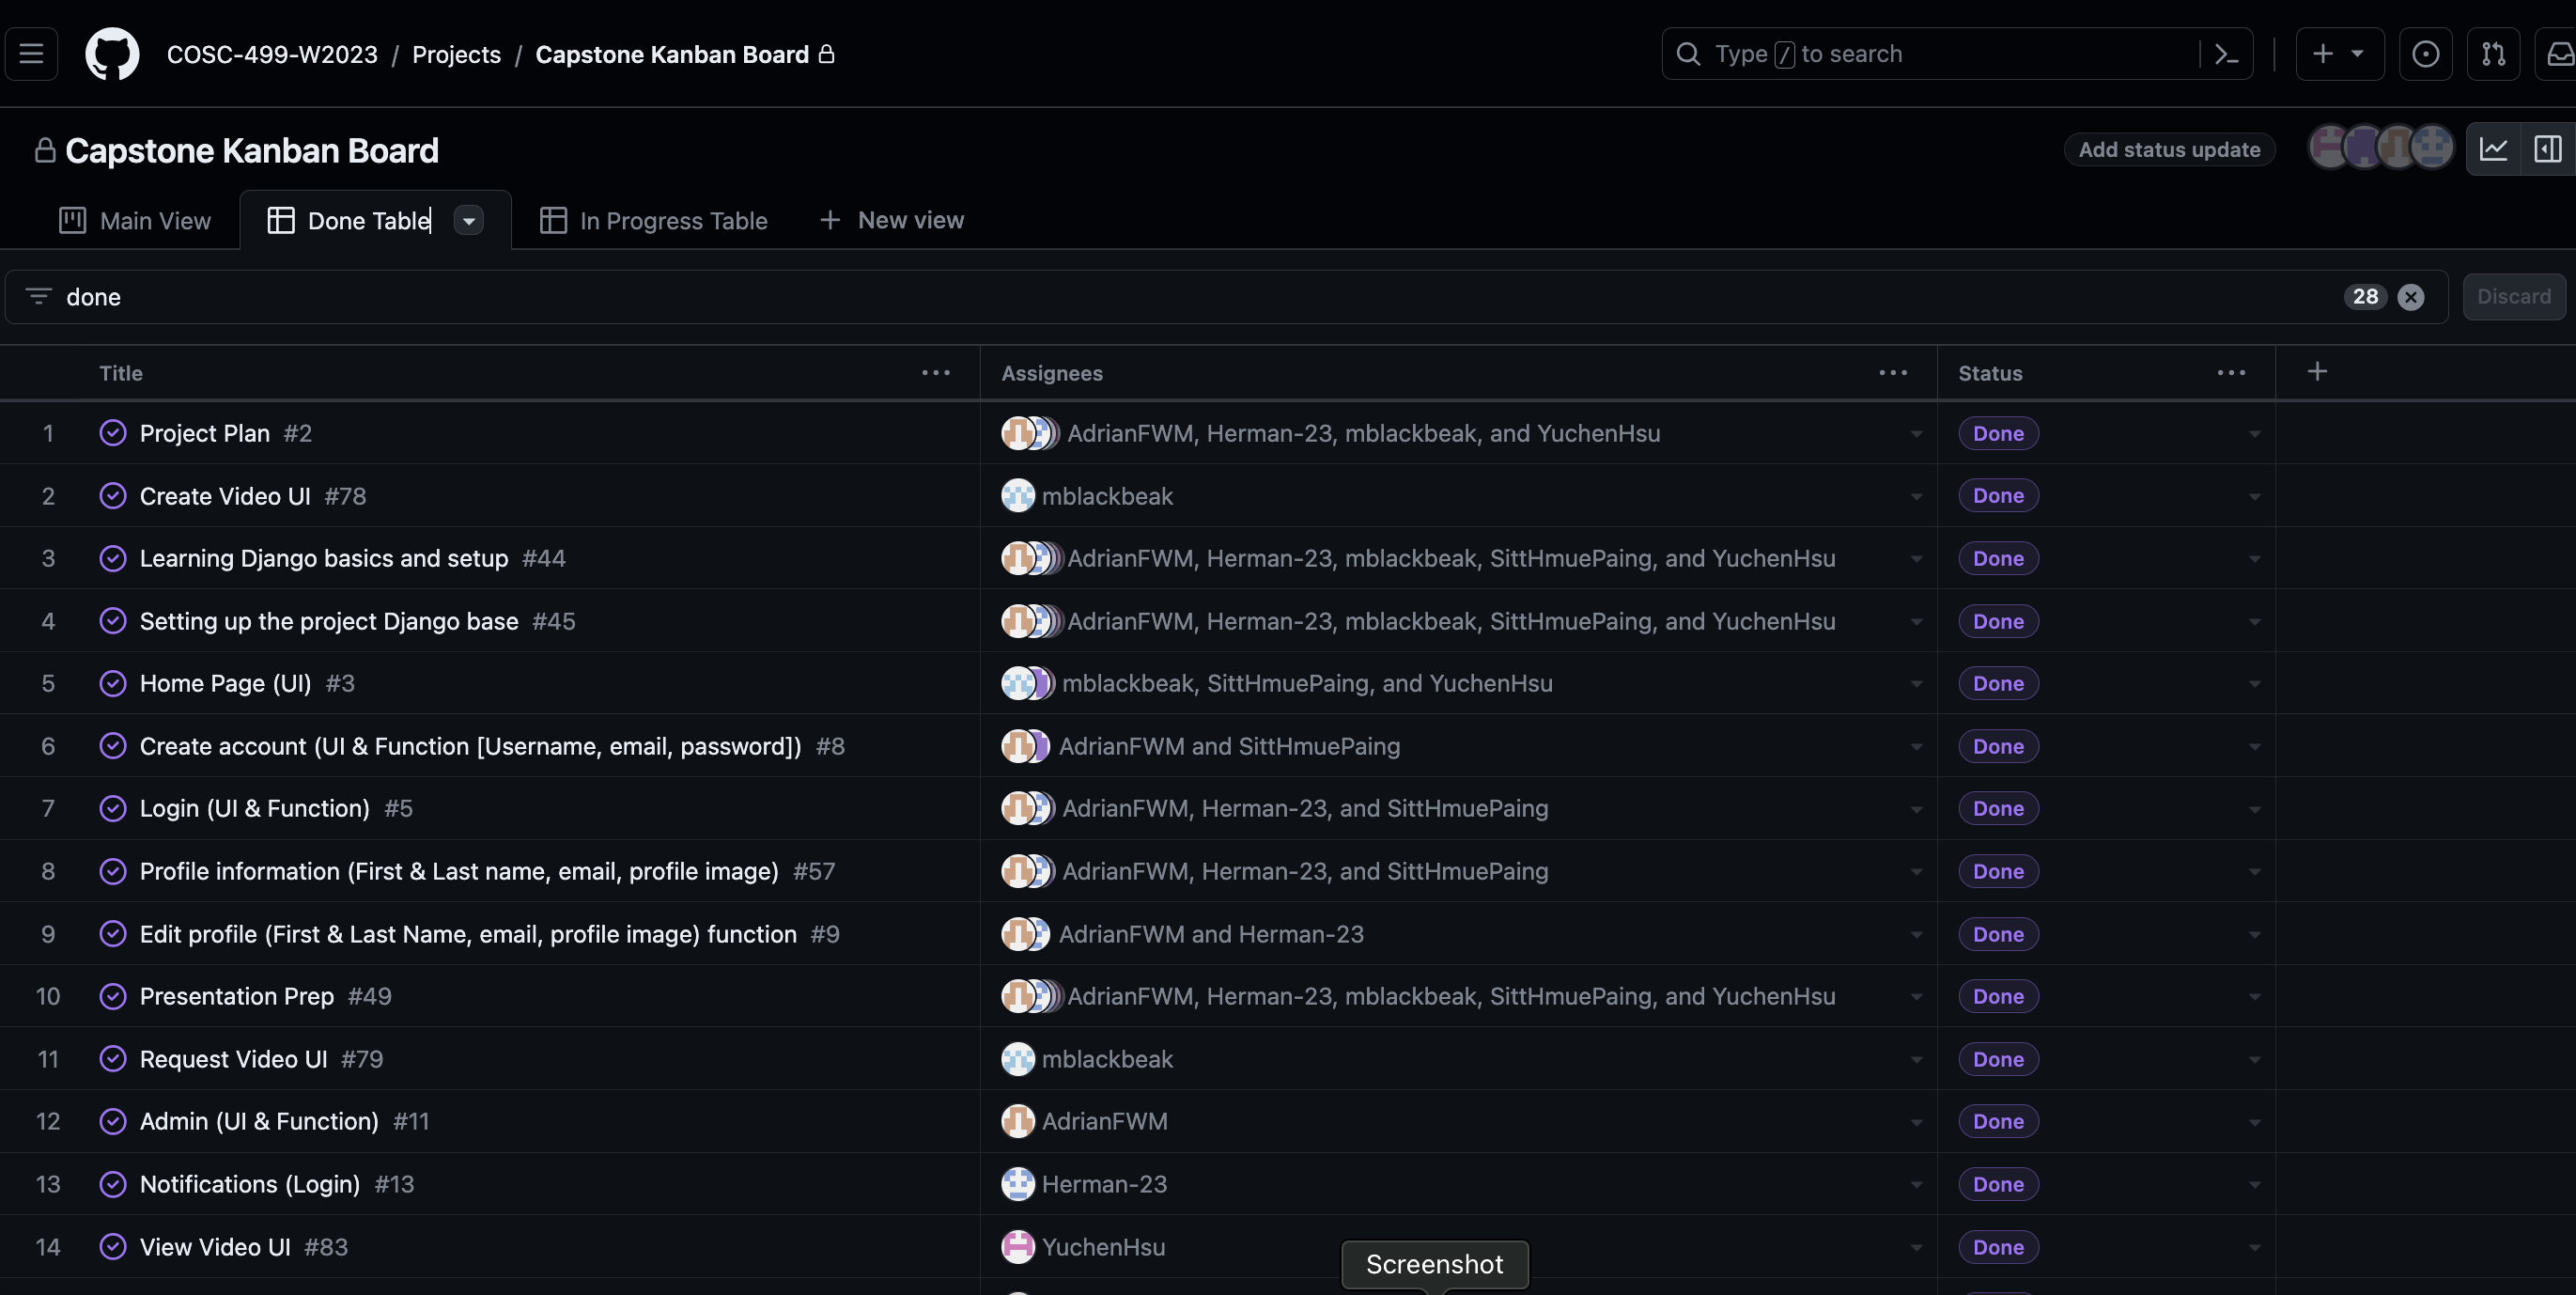 COSC-499-W2023 / Projects / Capstone Kanban Board
Type / to search
Capstone Kanban Board
Add status update
Main View
Done Table
In Progress Table
+ New view
done
28
Discard
Title
Assignees
Status
1 Project Plan #2 AdrianFWM, Herman-23, mblackbeak, and YuchenHsu Done
2 Create Video UI #78 mblackbeak Done
3 Learning Django basics and setup #44 AdrianFWM, Herman-23, mblackbeak, SittHmuePaing, and YuchenHsu Done
4 Setting up the project Django base #45 AdrianFWM, Herman-23, mblackbeak, SittHmuePaing, and YuchenHsu Done
5 Home Page (UI) #3 mblackbeak, SittHmuePaing, and YuchenHsu Done
6 Create account (UI & Function [Username, email, password]) #8 AdrianFWM and SittHmuePaing Done
7 Login (UI & Function) #5 AdrianFWM, Herman-23, and SittHmuePaing Done
8 Profile information (First & Last name, email, profile image) #57 AdrianFWM, Herman-23, and SittHmuePaing Done
9 Edit profile (First & Last Name, email, profile image) function #9 AdrianFWM and Herman-23 Done
10 Presentation Prep #49 AdrianFWM, Herman-23, mblackbeak, SittHmuePaing, and YuchenHsu Done
11 Request Video UI #79 mblackbeak Done
12 Admin (UI & Function) #11 AdrianFWM Done
13 Notifications (Login) #13 Herman-23 Done
14 View Video UI #83 YuchenHsu Done
Screenshot